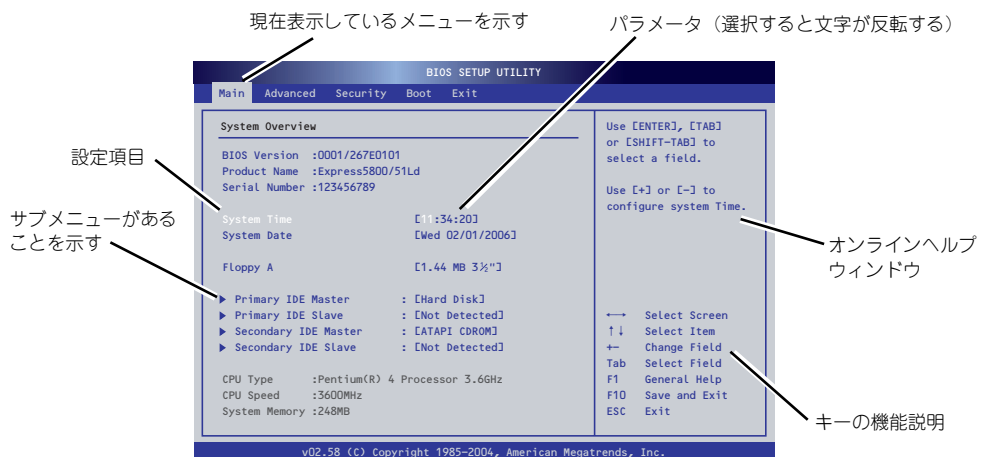 現在表示しているメニューを示す
パラメータ（選択すると文字が反転する）
BIOS SETUP UTILITY
Main Advanced Security Boot Exit
設定項目
サブメニューがある
ことを示す
System Overview
BIOS Version :0001/267ED101
Product Name :Express5800/51Ld
Serial Number :123456789
System Time [11:34:20]
System Date [Wed 02/01/2006]
Floppy A [1.44 MB 3½"]
▶ Primary IDE Master : [Hard Disk]
▶ Primary IDE Slave : [Not Detected]
▶ Secondary IDE Master : [ATAPI CDROM]
▶ Secondary IDE Slave : [Not Detected]
CPU Type :Pentium(R) 4 Processor 3.6GHz
CPU Speed :3600MHz
System Memory :248MB
Use [ENTER], [TAB]
or [SHIFT-TAB] to
select a field.
Use [+] or [-] to
configure system Time.
←→ Select Screen
↑↓ Select Item
+- Change Field
Tab Select Field
F1 General Help
F10 Save and Exit
ESC Exit
オンラインヘルプ
ウィンドウ
キーの機能説明
v02.58 (C) Copyright 1985-2004, American Megatrends, Inc.